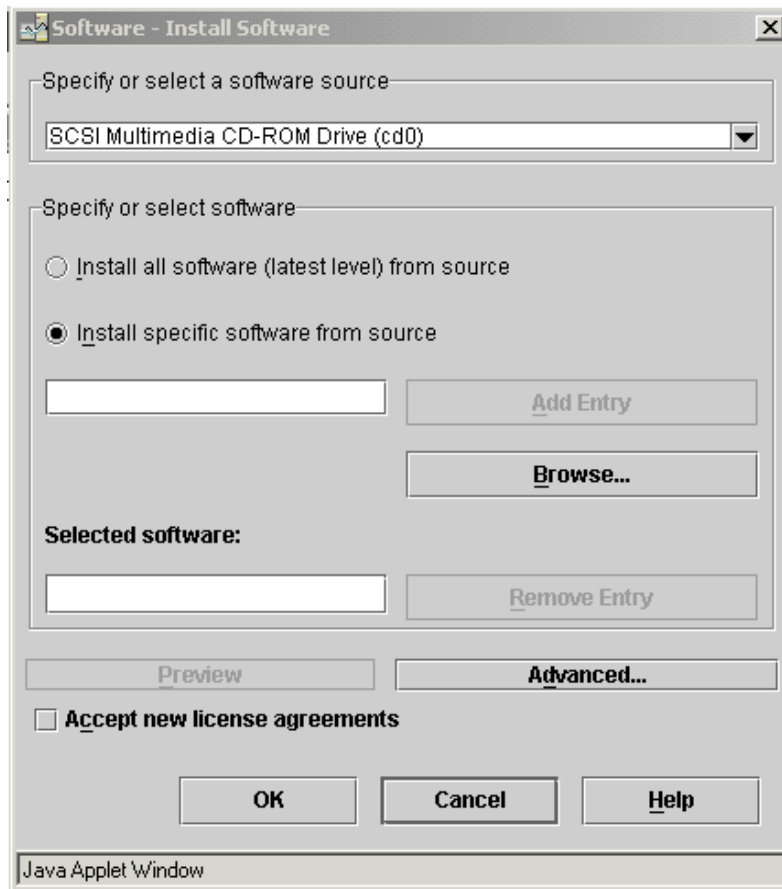 Software - Install Software
Specify or select a software source
SCSI Multimedia CD-ROM Drive (cd0)
Specify or select software
Install all software (latest level) from source
Install specific software from source
Add Entry
Browse...
Selected software:
Remove Entry
Preview
Advanced...
Accept new license agreements
OK
Cancel
Help
Java Applet Window